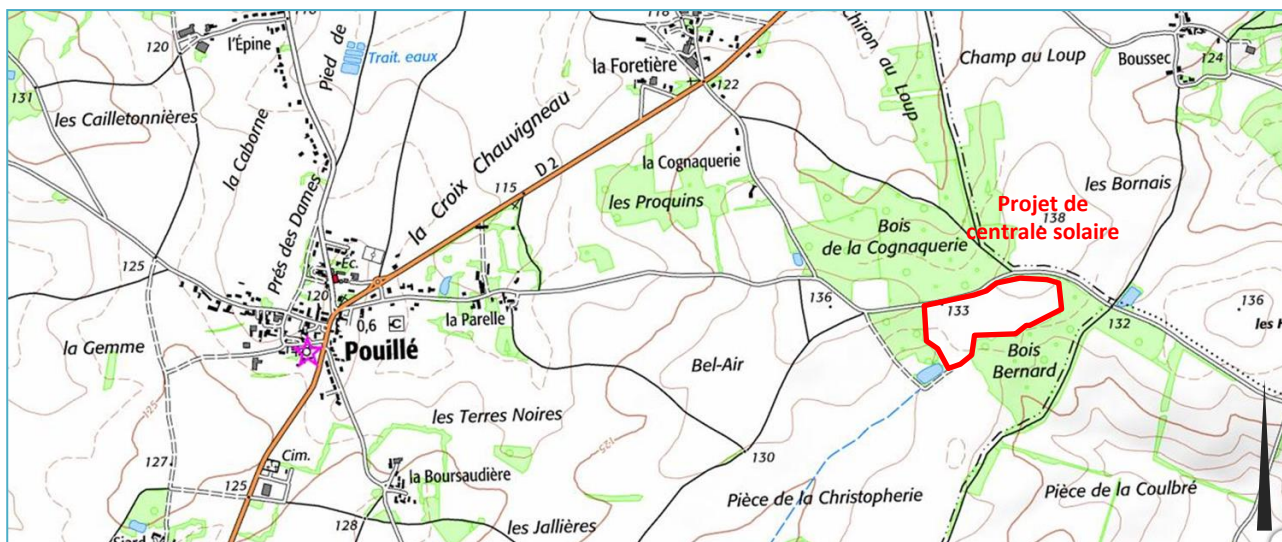 118
120
l'Épine
Pied de
Trait. eaux
la Foretière
Chiron au Loup
Champ au Loup
Boussec
124
131
les Cailletonnières
122
la Caborne
la Croix Chauvigneau
D 2
la Cognaquerie
115
les Proquins
les Bornais
Projet de
centrale solaire
138
Bois
de la Cognaquerie
Prés des Dames
125
Éc.
120
136
133
132
136
les
la Parelle
0,6
C
la Gemme
Pouillé
Bel-Air
Bois
Bernard
125
les Terres Noires
125
127
Cim.
la Boursaudière
130
125
Pièce de la Christopherie
Pièce de la Coulbré
128
les Jallières